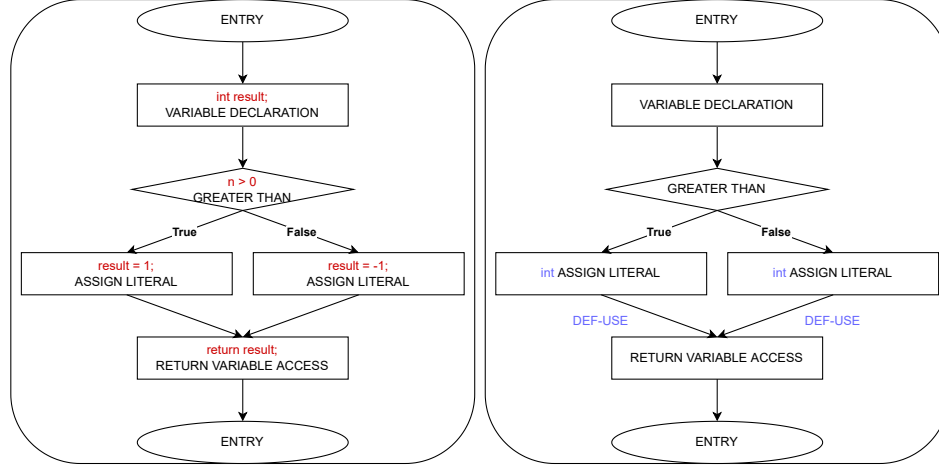 ENTRY
int result;
VARIABLE DECLARATION
n > 0
GREATER THAN
True
False
result = 1;
ASSIGN LITERAL
result = -1;
ASSIGN LITERAL
return result;
RETURN VARIABLE ACCESS
ENTRY
ENTRY
VARIABLE DECLARATION
GREATER THAN
True
False
int ASSIGN LITERAL
int ASSIGN LITERAL
DEF-USE
DEF-USE
RETURN VARIABLE ACCESS
ENTRY